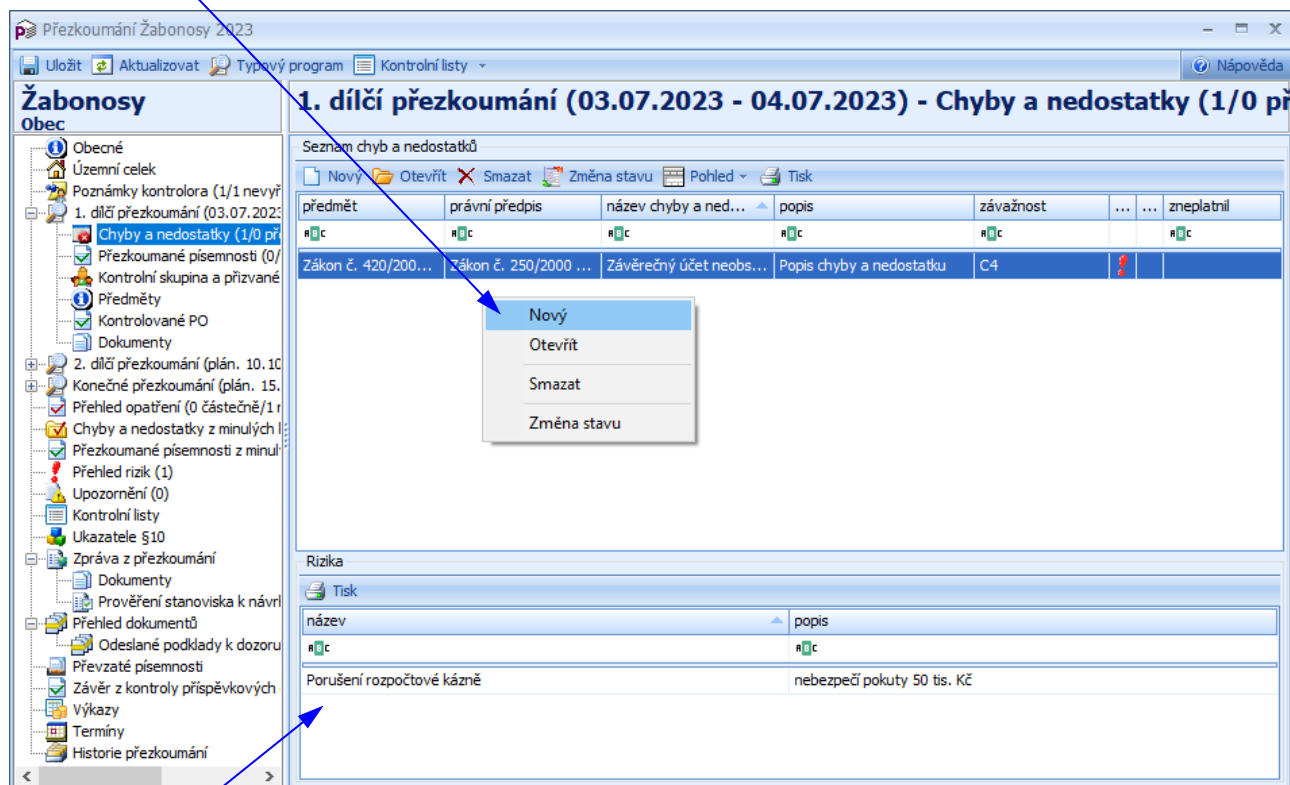 Přezkoumání Žabonosy 2023
Uložit Aktualizovat Typový program Kontrolní listy Nápověda
Žabonosy
Obec
1. dílčí přezkoumání (03.07.2023 - 04.07.2023) - Chyby a nedostatky (1/0 př
Obecné
Územní celek
Poznámky kontrolora (1/1 nevyř
1. dílčí přezkoumání (03.07.2023
Chyby a nedostatky (1/0 př
Přezkoumané písemnosti (0/
Kontrolní skupina a přizvané
Předměty
Kontrolované PO
Dokumenty
2. dílčí přezkoumání (plán. 10.10
Konečné přezkoumání (plán. 15.
Přehled opatření (0 částečně/1 r
Chyby a nedostatky z minulých l
Přezkoumané písemnosti z minul
Přehled rizik (1)
Upozornění (0)
Kontrolní listy
Ukazatele §10
Zpráva z přezkoumání
Dokumenty
Prověření stanoviska k návrl
Přehled dokumentů
Odeslané podklady k dozoru
Převzaté písemnosti
Závěr z kontroly příspěvkových
Výkazy
Termíny
Historie přezkoumání
Seznam chyb a nedostatků
Nový Otevřít Smazat Změna stavu Pohled Tisk
předmět právní předpis název chyby a ned... popis závažnost ... ... zneplatnil
ABC ABC ABC ABC ABC ABC
Zákon č. 420/200... Zákon č. 250/2000 ... Závěrečný účet neobs... Popis chyby a nedostatku C4
Nový
Otevřít
Smazat
Změna stavu
Rizika
Tisk
název popis
ABC ABC
Porušení rozpočtové kázně nebezpečí pokuty 50 tis. Kč